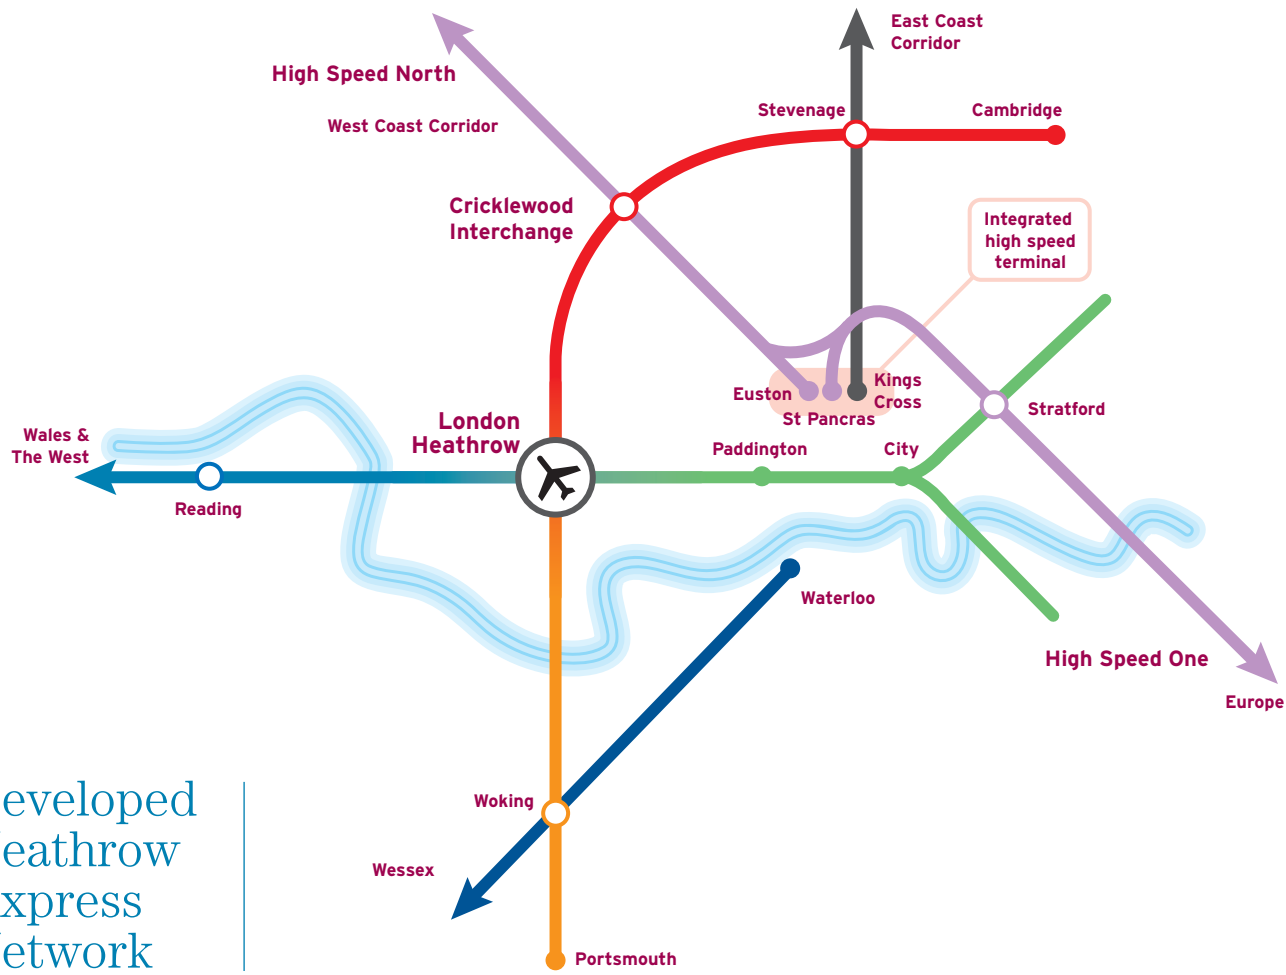 East Coast
Corridor
High Speed North
West Coast Corridor
Stevenage
Cambridge
Cricklewood
Interchange
Integrated
high speed
terminal
Euston
Kings
Cross
St Pancras
Stratford
London
Heathrow
Wales &
The West
Paddington
City
Reading
Waterloo
High Speed One
Europe
Woking
Wessex
Portsmouth
eveloped
eathrow
xpress
etwork